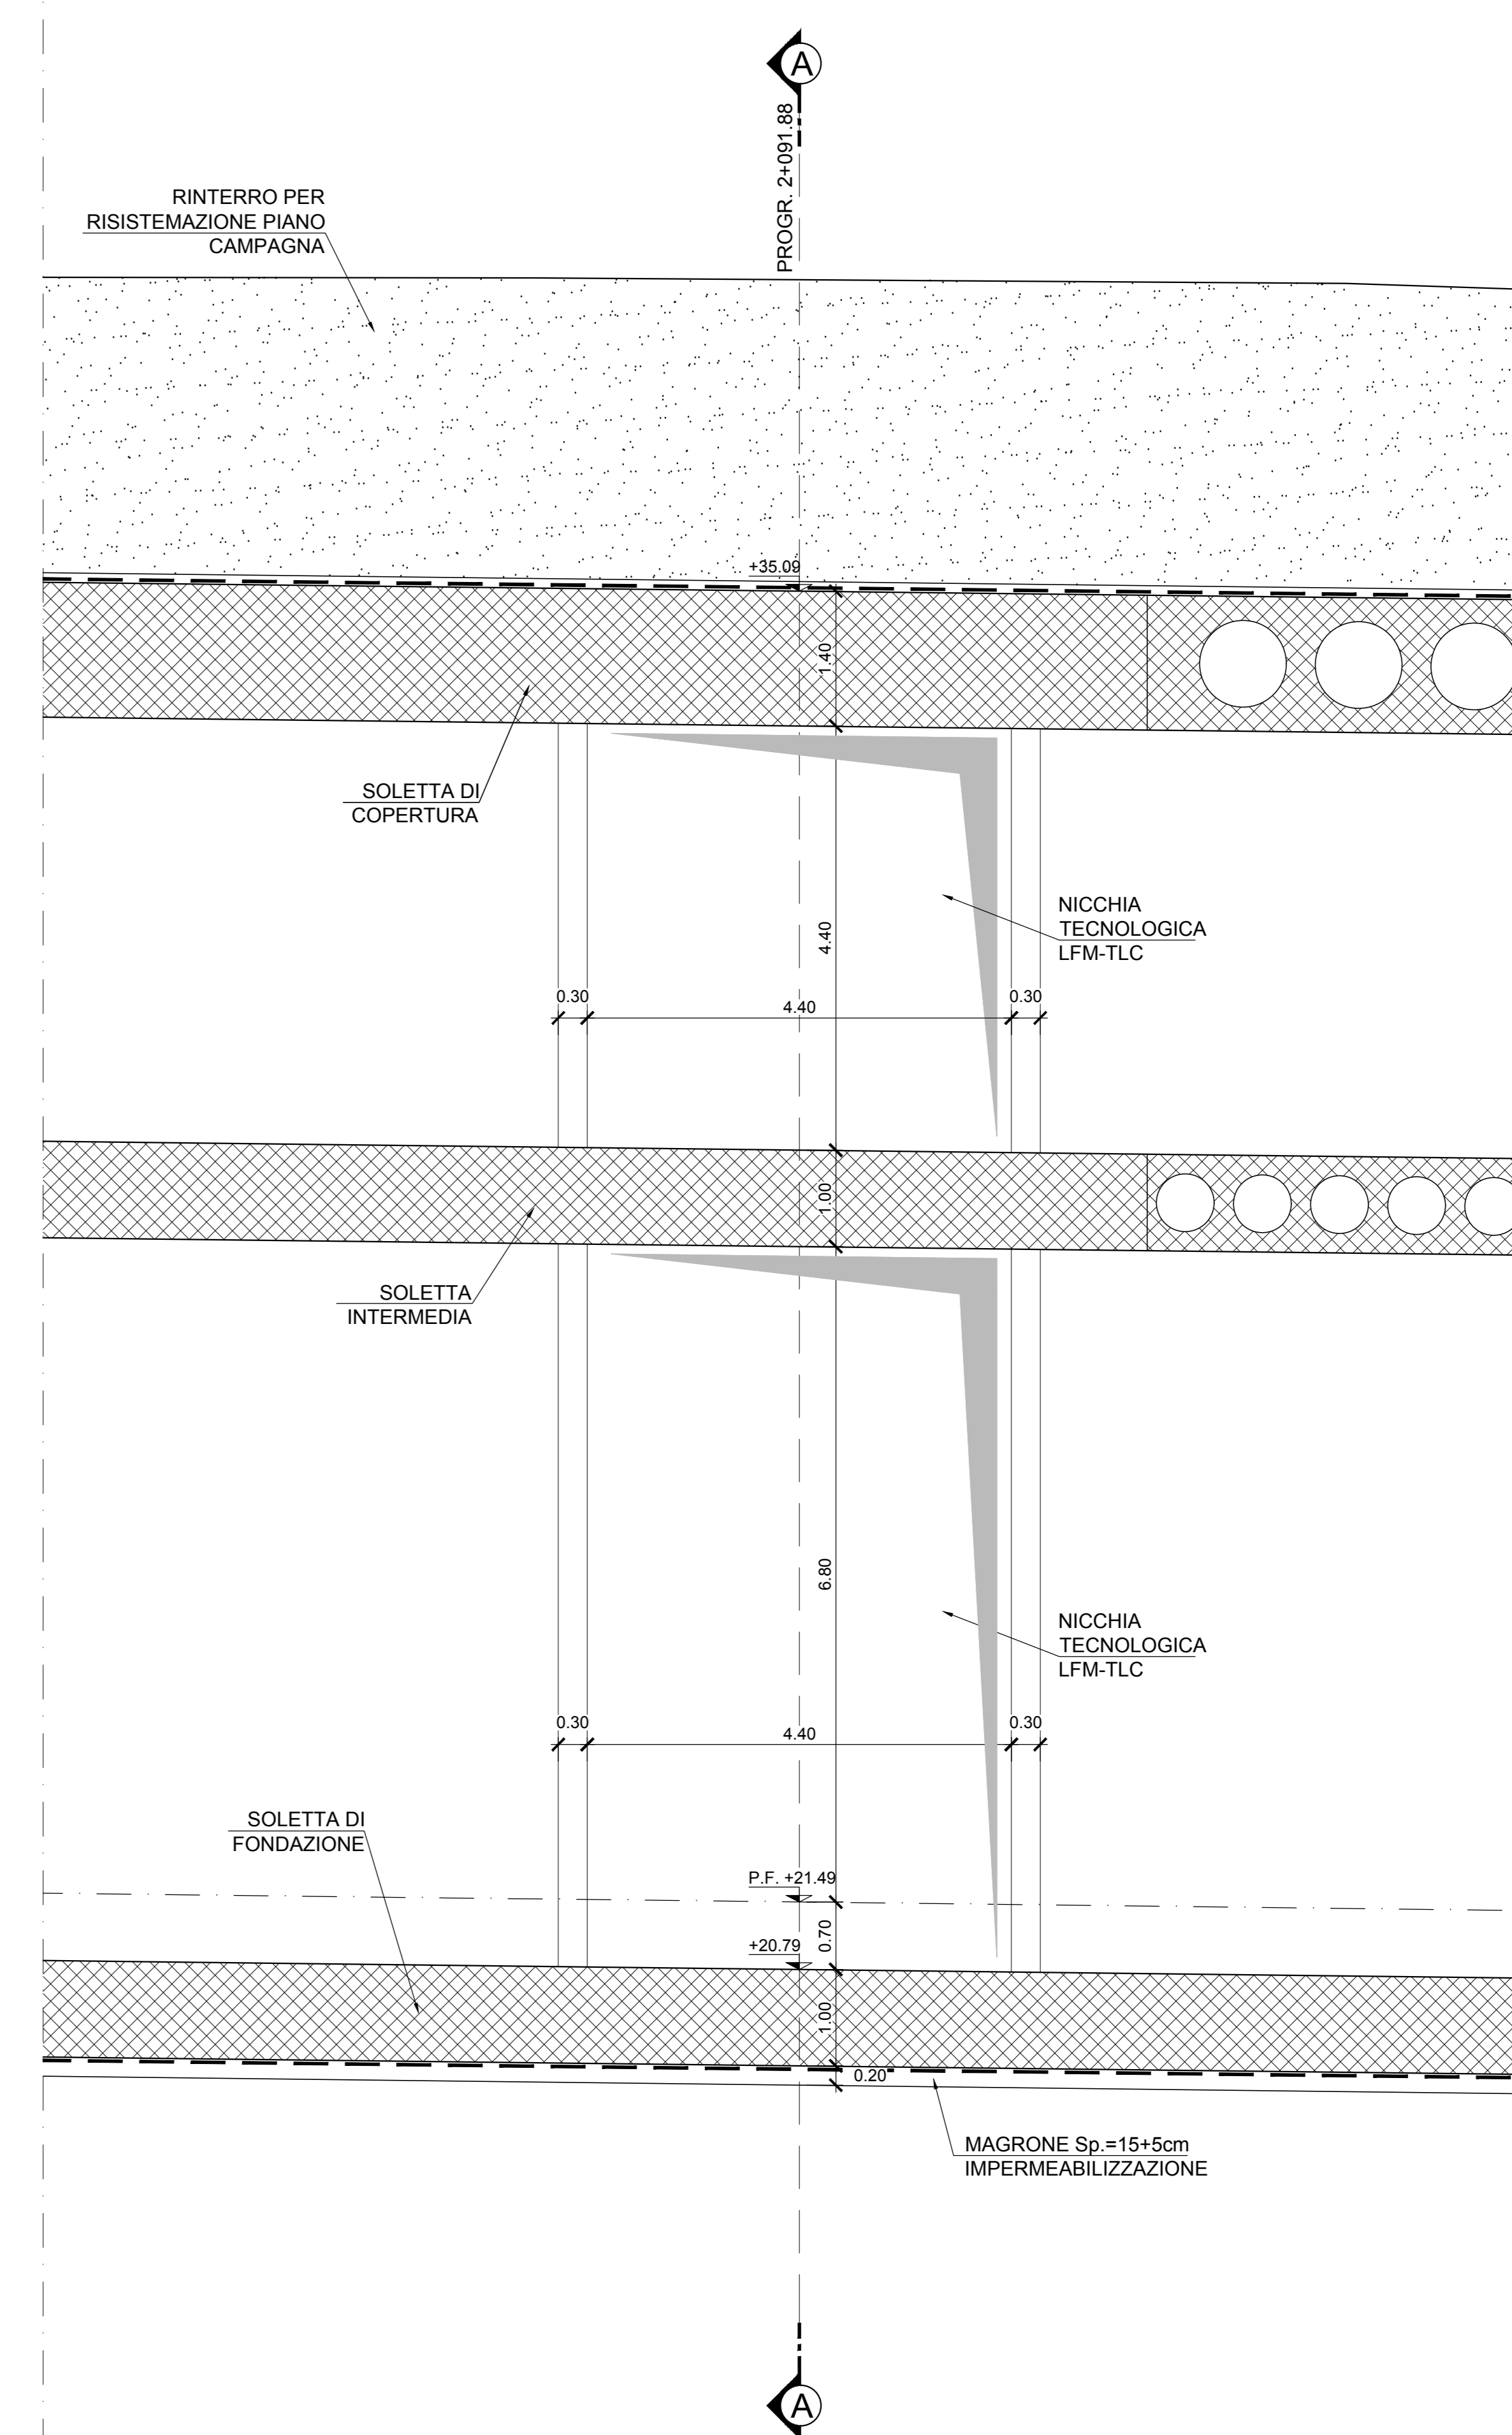 A
PROGR. 2+091.88
RINTERRO PER
RISISTEMAZIONE PIANO
CAMPAGNA
+35.09
1.40
SOLETTA DI
COPERTURA
NICCHIA
TECNOLOGICA
LFM-TLC
4.40
0.30
4.40
0.30
1.00
SOLETTA
INTERMEDIA
6.80
NICCHIA
TECNOLOGICA
LFM-TLC
0.30
4.40
0.30
SOLETTA DI
FONDAZIONE
P.F. +21.49
0.70
+20.79
1.00
0.20
MAGRONE Sp.=15+5cm
IMPERMEABILIZZAZIONE
A